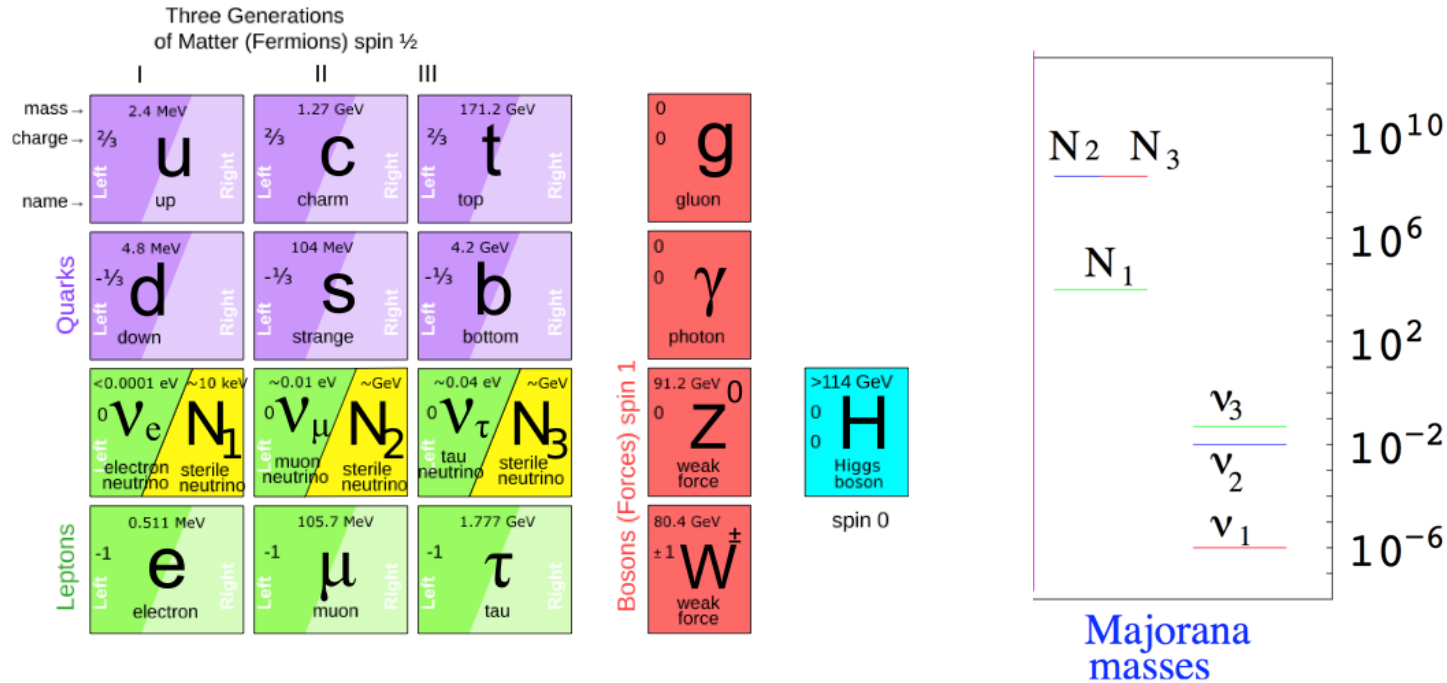 Three Generations
of Matter (Fermions) spin ½
I II III
mass→
charge→
name→
2.4 MeV
⅔
u
Left
Right
up
1.27 GeV
⅔
c
charm
171.2 GeV
⅔
t
Right
top
0
0
g
gluon
Quarks
4.8 MeV
-⅓
d
Left
Right
down
104 MeV
-⅓
s
Left
Right
strange
4.2 GeV
-⅓
b
Left
Right
bottom
0
0
γ
photon
<0.0001 eV
0
νe
Left
electron
neutrino
~10 keV
N1
sterile
neutrino
~0.01 eV
0
νμ
Left
muon
neutrino
~GeV
N2
sterile
neutrino
~0.04 eV
0
ντ
Left
tau
neutrino
~GeV
N3
sterile
neutrino
91.2 GeV
0
Z0
weak
force
>114 GeV
0
0
H
Higgs
boson
spin 0
Leptons
0.511 MeV
-1
e
Left
Right
electron
105.7 MeV
-1
μ
Left
Right
muon
1.777 GeV
-1
τ
Left
Right
tau
80.4 GeV
±1
W±
weak
force
Bosons (Forces) spin 1
N2 N3
N1
ν3
ν2
ν1
10^10
10^6
10^2
10^-2
10^-6
Majorana
masses